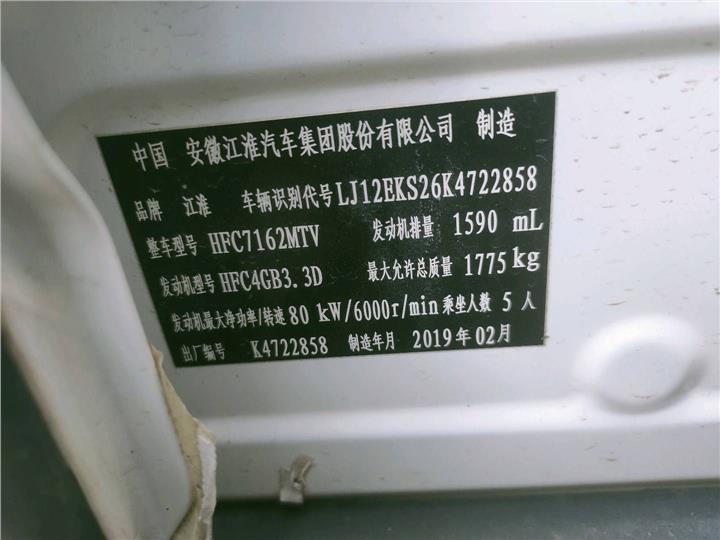 中国 安徽江淮汽车集团股份有限公司 制造
品牌 江淮 车辆识别代号 LJ12EKS26K4722858
整车型号 HFC7162MTV 发动机排量 1590 mL
发动机型号 HFC4GB3.3D 最大允许总质量 1775kg
发动机最大净功率/转速 80 kW/6000r/min 乘坐人数 5 人
出厂编号 K4722858 制造年月 2019 年 02 月